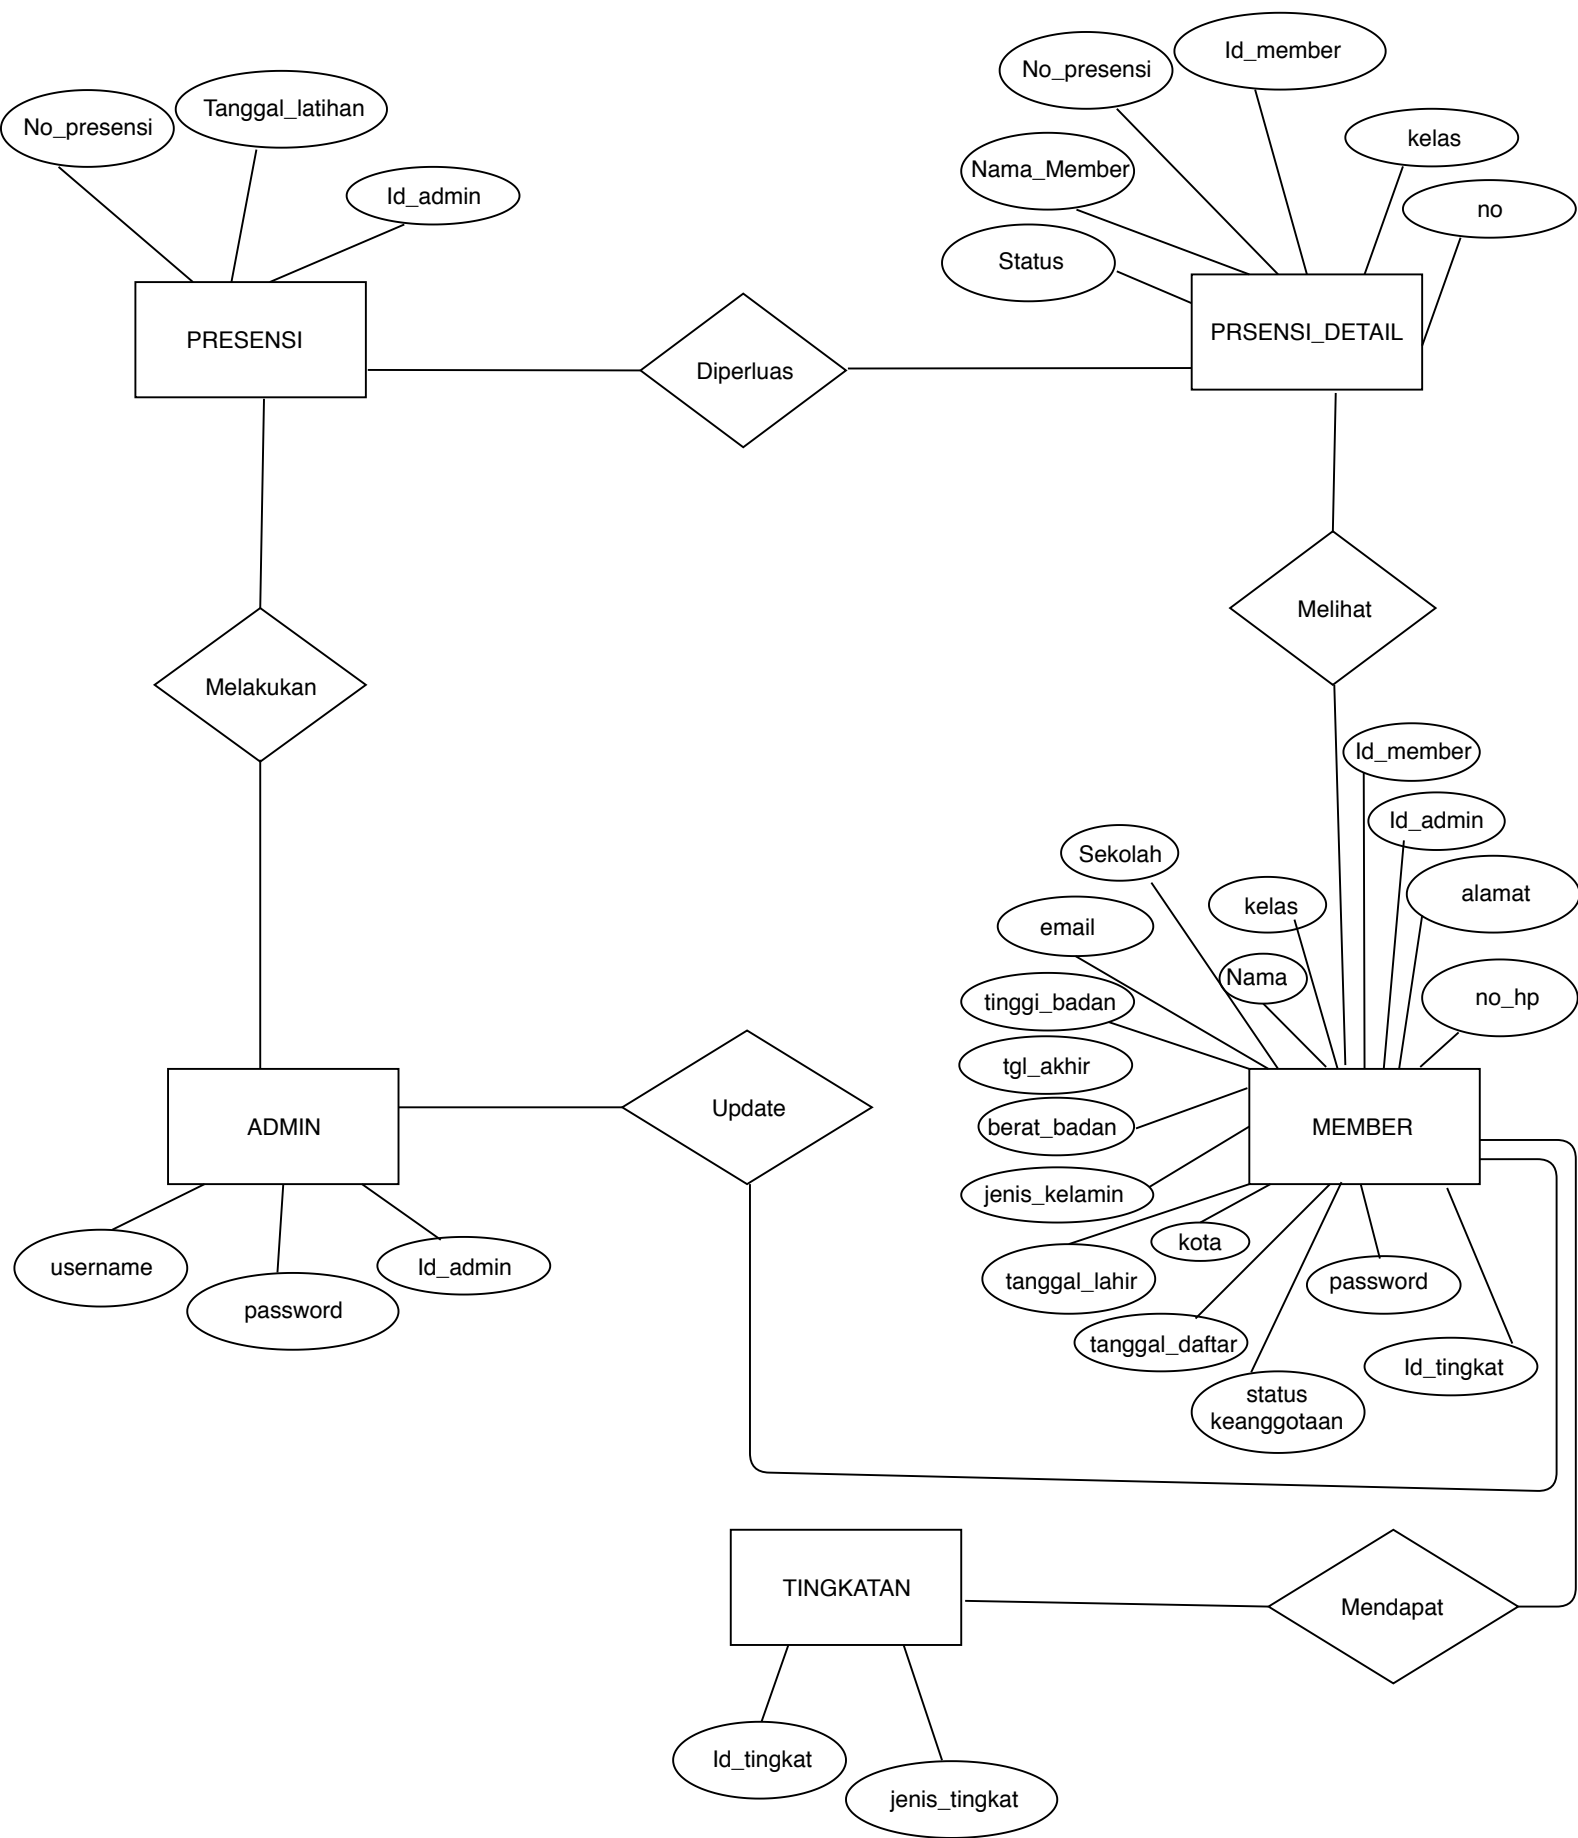 No_presensi
Tanggal_latihan
Id_admin
PRESENSI
Diperluas
No_presensi
Id_member
Nama_Member
kelas
Status
no
PRSENSI_DETAIL
Melakukan
Melihat
Id_member
Id_admin
Sekolah
alamat
kelas
email
Nama
tinggi_badan
no_hp
tgl_akhir
berat_badan
MEMBER
jenis_kelamin
kota
tanggal_lahir
password
tanggal_daftar
Id_tingkat
status
keanggotaan
ADMIN
Update
username
Id_admin
password
TINGKATAN
Mendapat
Id_tingkat
jenis_tingkat